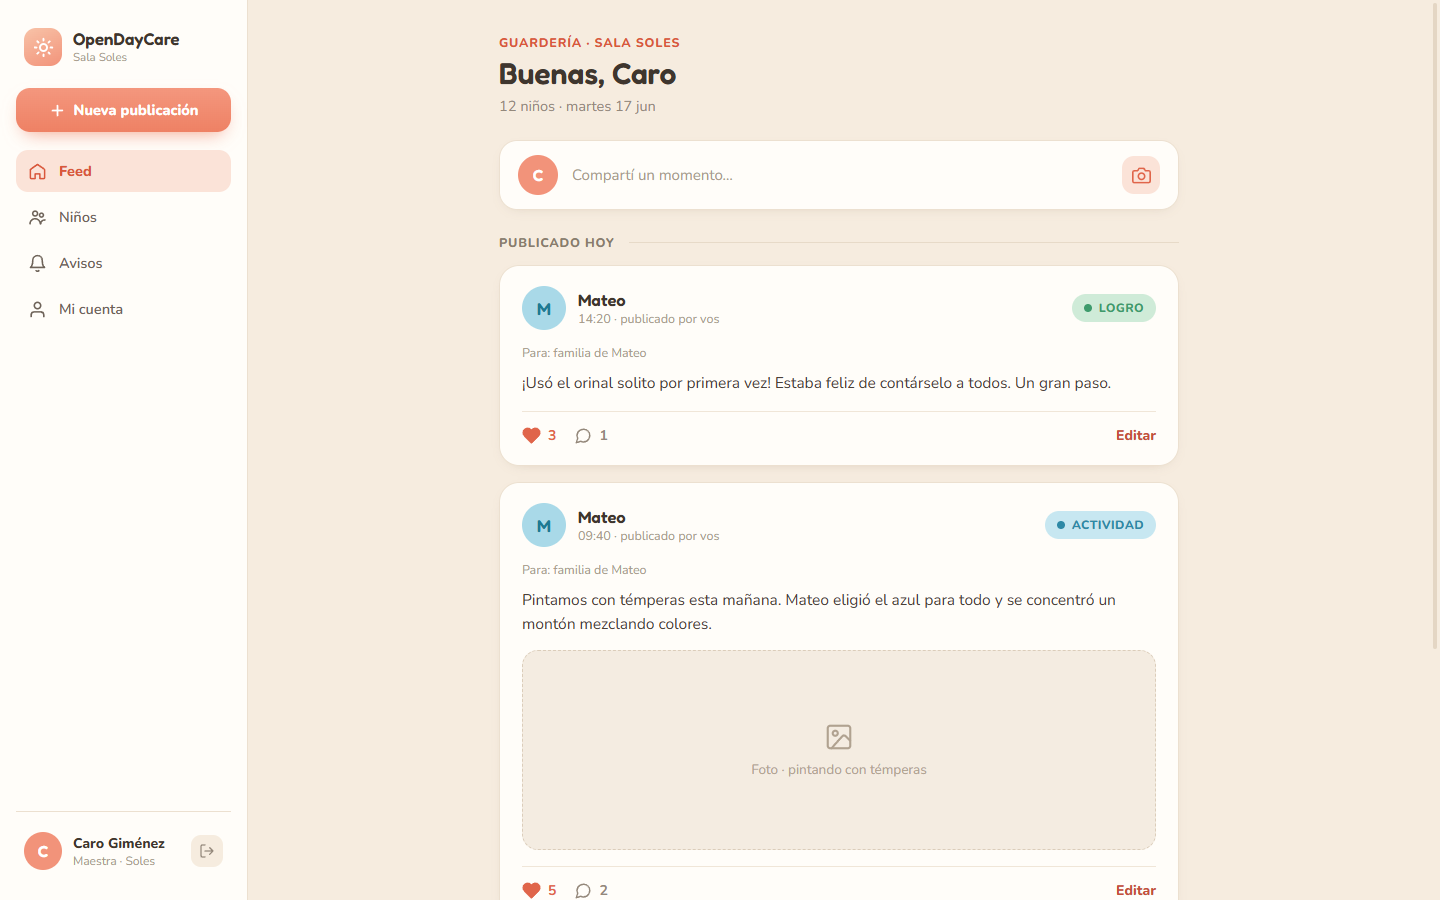 OpenDayCare
Sala Soles
Nueva publicación
Feed
Niños
Avisos
Mi cuenta
C
Caro Giménez
Maestra · Soles
GUARDERÍA · SALA SOLES
Buenas, Caro
12 niños · martes 17 jun
C
Compartí un momento...
PUBLICADO HOY
M
Mateo
14:20 · publicado por vos
LOGRO
Para: familia de Mateo
¡Usó el orinal solito por primera vez! Estaba feliz de contárselo a todos. Un gran paso.
3
1
Editar
M
Mateo
09:40 · publicado por vos
ACTIVIDAD
Para: familia de Mateo
Pintamos con témperas esta mañana. Mateo eligió el azul para todo y se concentró un
montón mezclando colores.
Foto · pintando con témperas
5
2
Editar